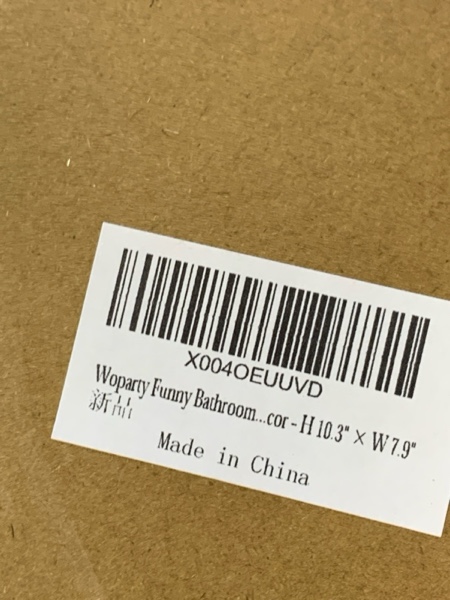 X004OEUUVD
Woparty Funny Bathroom...cor - H 10.3" × W 7.9"
新品
Made in China